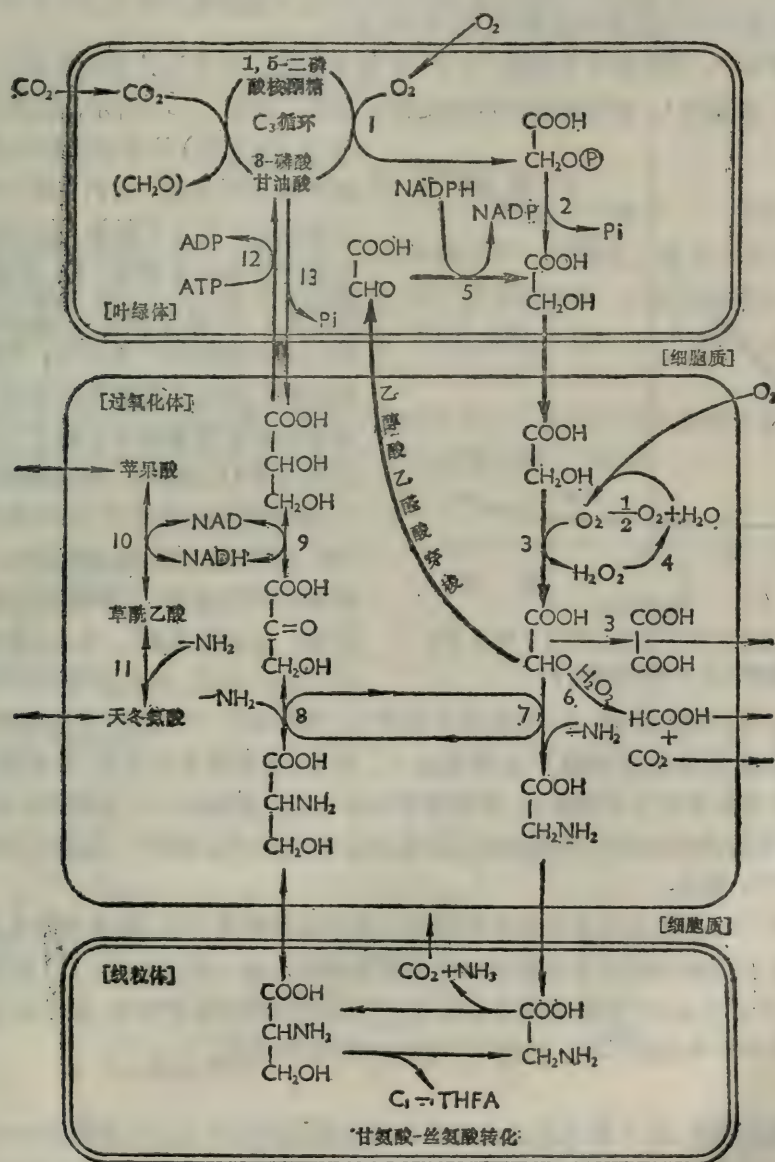 O₂
CO₂
CO₂
1,5-二磷
酸核酮糖
C₃循环
3-磷酸
甘油酸
O₂
1
(CH₂O)
COOH
CH₂OⓅ
NADPH
NADP
2
Pi
ADP
ATP
12
13
Pi
COOH
CHO
5
COOH
CH₂OH
[叶绿体]
[细胞质]
[过氧化体]
O₂
苹果酸
COOH
CHOH
CH₂OH
乙醇酸乙醛酸穿梭
COOH
CH₂OH
O₂
1/2 O₂+H₂O
3
H₂O₂
4
10
NAD
NADH
9
草酰乙酸
COOH
C=O
CH₂OH
COOH
CHO
3
COOH
COOH
11
-NH₂
天冬氨酸
-NH₂
8
7
H₂O₂
6
-NH₂
HCOOH
+
CO₂
COOH
CHNH₂
CH₂OH
COOH
CH₂NH₂
[细胞质]
[线粒体]
CO₂+NH₃
COOH
CHNH₂
CH₂OH
COOH
CH₂NH₂
C₁-THFA
甘氨酸-丝氨酸转化